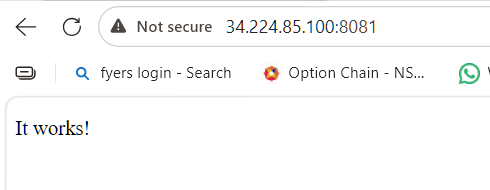 Not secure 34.224.85.100:8081
fyers login - Search Option Chain - NS...
It works!